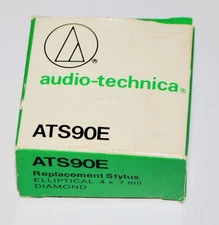 audio-technica®
ATS90E
ATS90E
Replacement Stylus
ELLIPTICAL .4 x .7 mil
DIAMOND